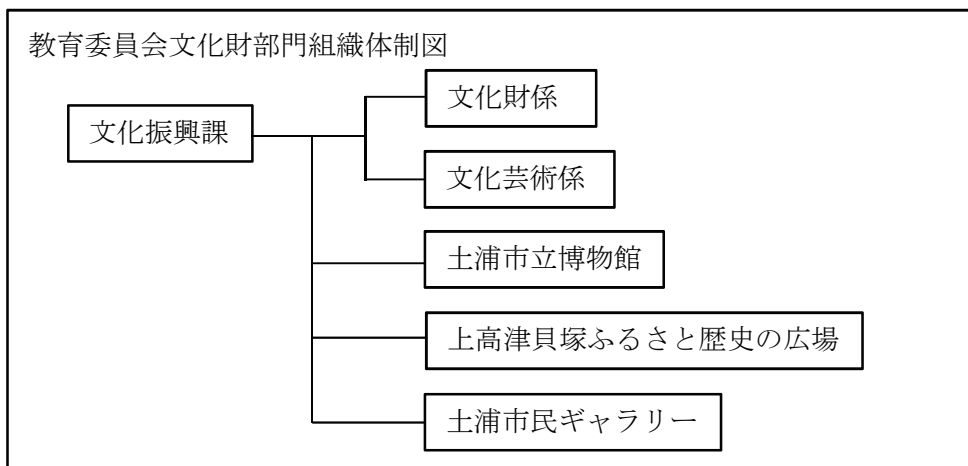 教育委員会文化財部門組織体制図
文化財係
文化振興課
文化芸術係
土浦市立博物館
上高津貝塚ふるさと歴史の広場
土浦市民ギャラリー